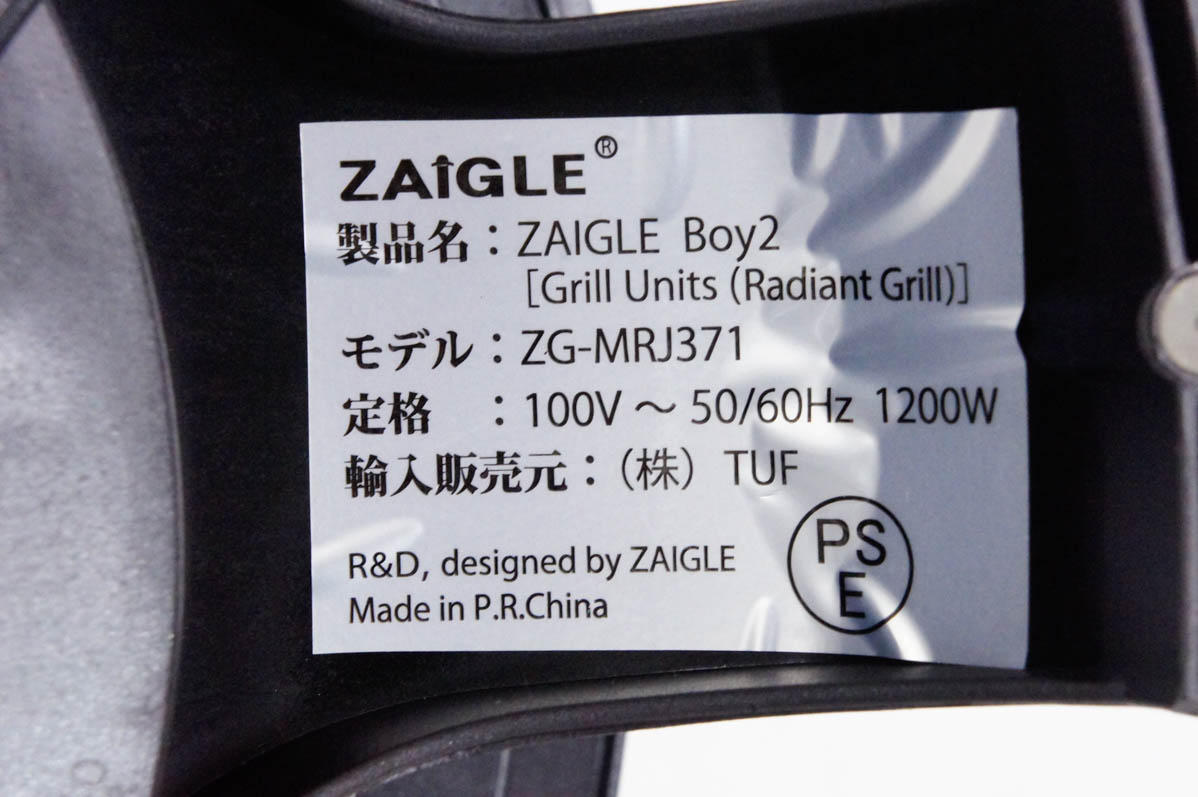 ZAIGLE®
製品名：ZAIGLE Boy2
[Grill Units (Radiant Grill)]
モデル：ZG-MRJ371
定格　：100V ～ 50/60Hz 1200W
輸入販売元：（株）TUF
R&D, designed by ZAIGLE
Made in P.R.China
PS
E